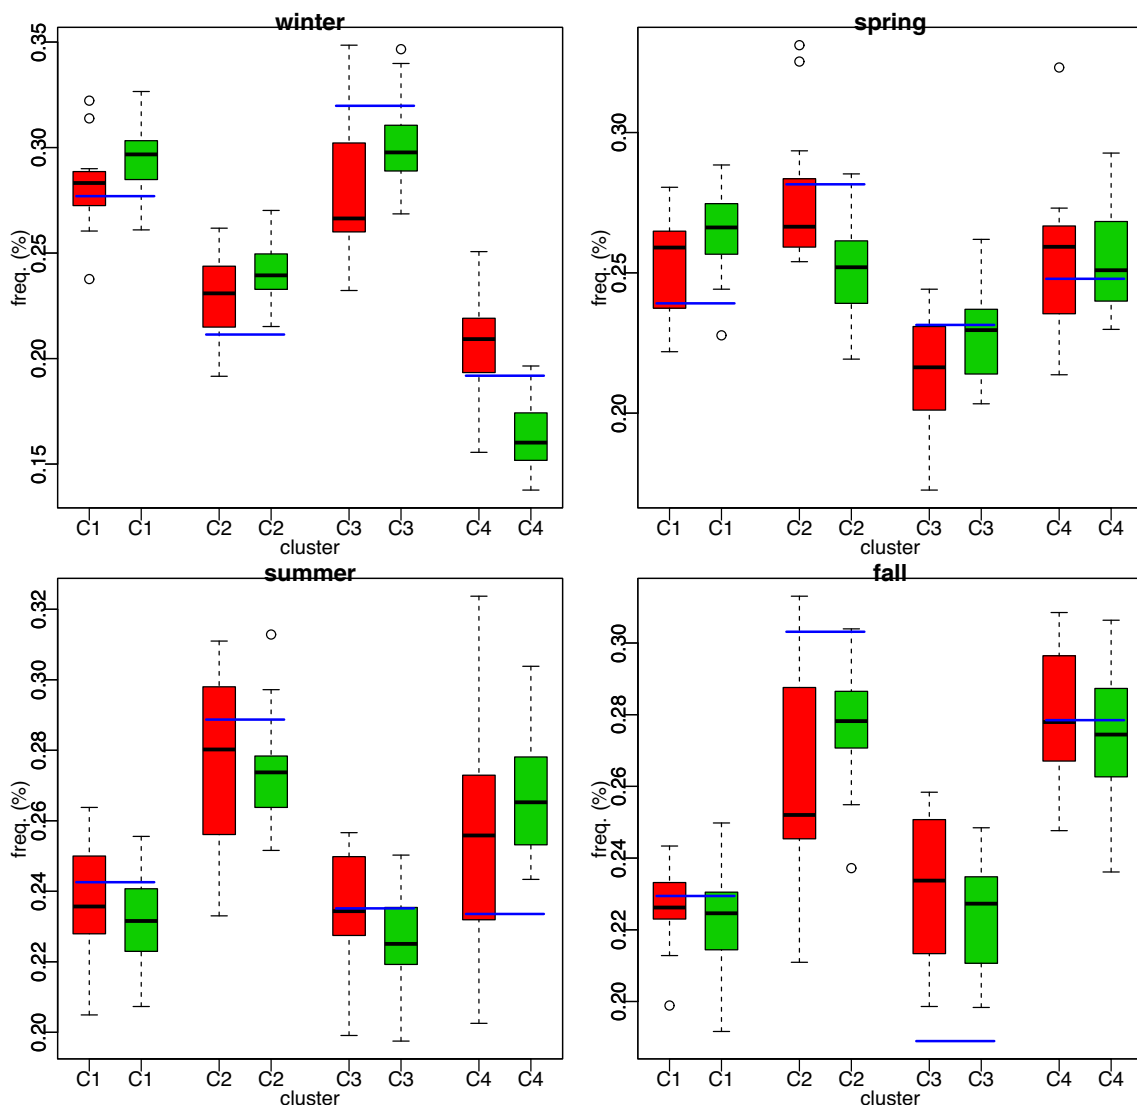 winter
freq. (%)
0.35
0.30
0.25
0.20
0.15
C1 C1 C2 C2 C3 C3 C4 C4
cluster
spring
freq. (%)
0.30
0.25
0.20
C1 C1 C2 C2 C3 C3 C4 C4
cluster
summer
freq. (%)
0.32
0.30
0.28
0.26
0.24
0.22
0.20
C1 C1 C2 C2 C3 C3 C4 C4
cluster
fall
freq. (%)
0.30
0.28
0.26
0.24
0.22
0.20
C1 C1 C2 C2 C3 C3 C4 C4
cluster